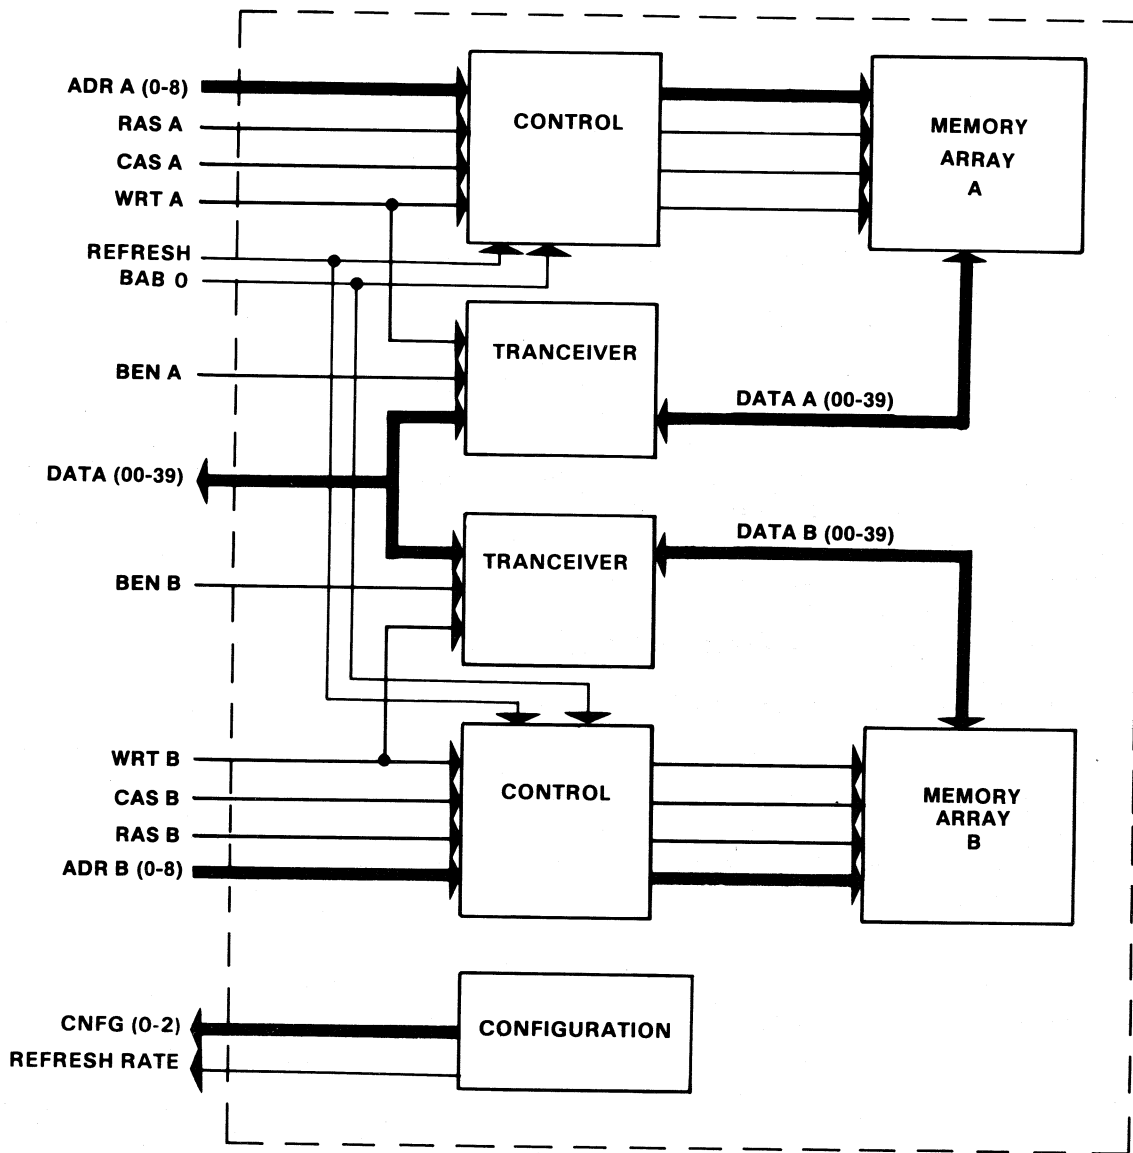 ADR A (0-8)
RAS A
CAS A
WRT A
REFRESH
BAB 0
CONTROL
MEMORY
ARRAY
A
TRANCEIVER
BEN A
DATA A (00-39)
DATA (00-39)
TRANCEIVER
DATA B (00-39)
BEN B
WRT B
CAS B
RAS B
ADR B (0-8)
CONTROL
MEMORY
ARRAY
B
CNFG (0-2)
REFRESH RATE
CONFIGURATION